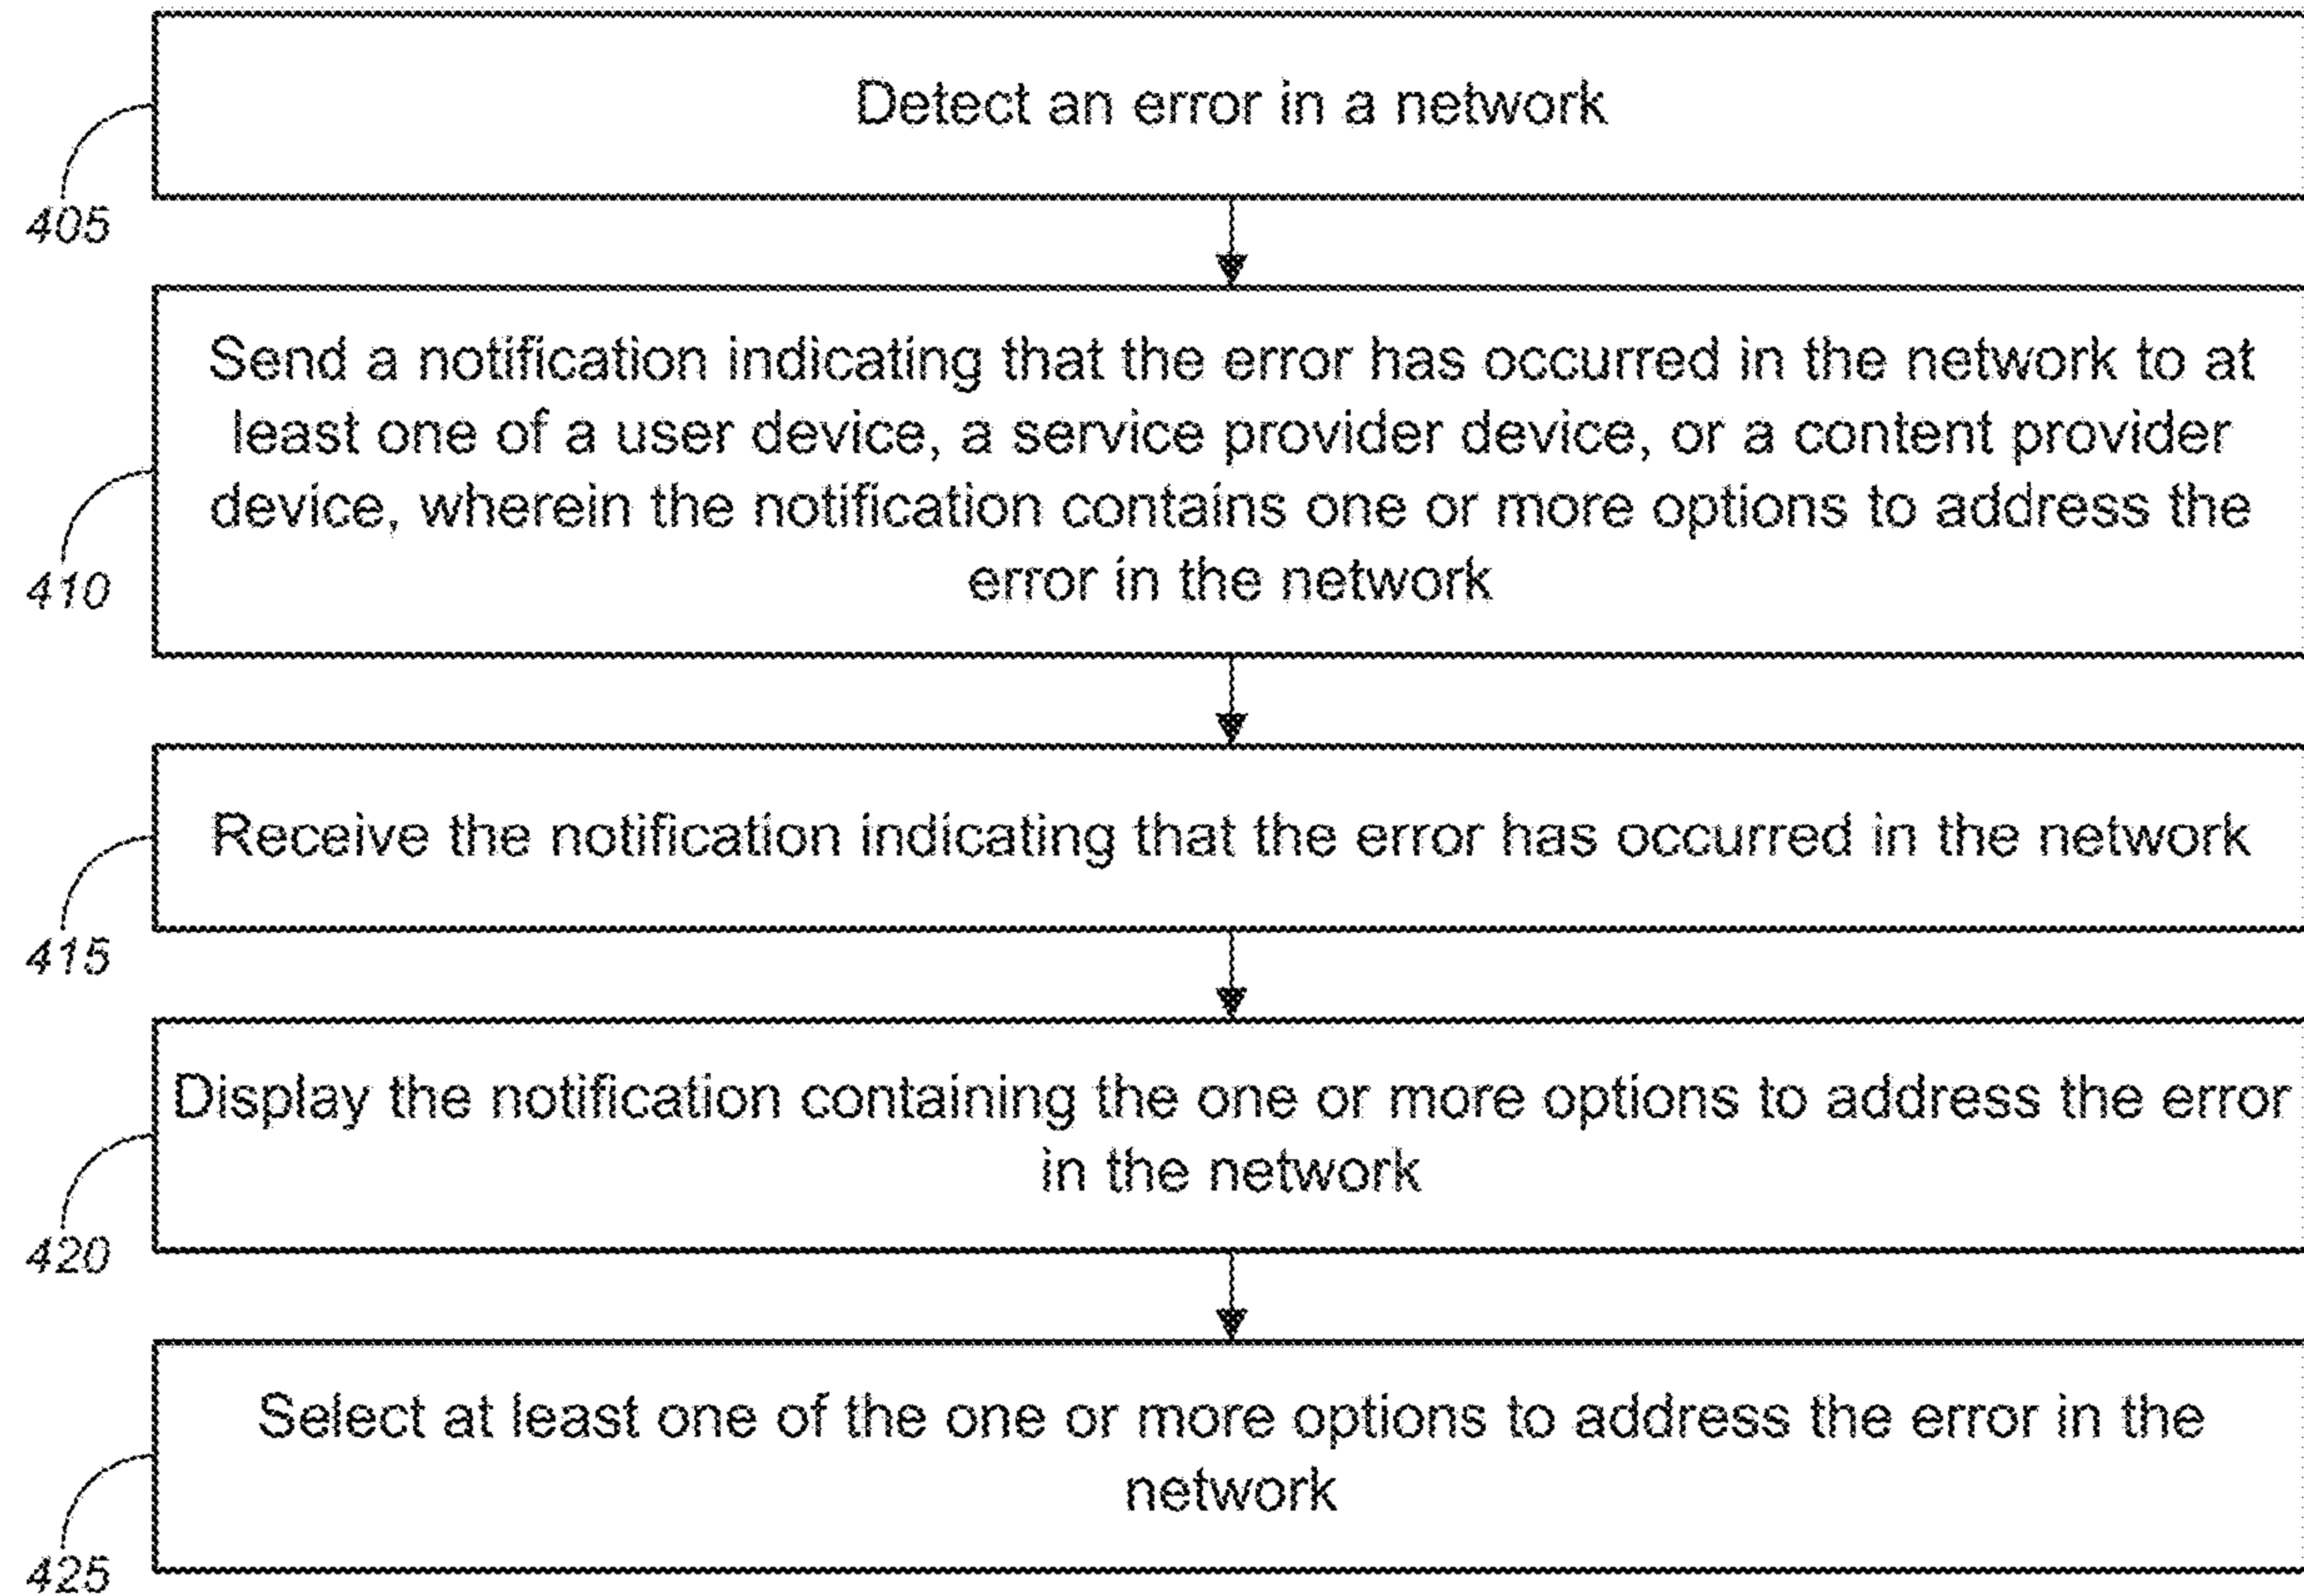 Detect an error in a network
405
Send a notification indicating that the error has occurred in the network to at
least one of a user device, a service provider device, or a content provider
device, wherein the notification contains one or more options to address the
error in the network
410
Receive the notification indicating that the error has occurred in the network
415
Display the notification containing the one or more options to address the error
in the network
420
Select at least one of the one or more options to address the error in the
network
425